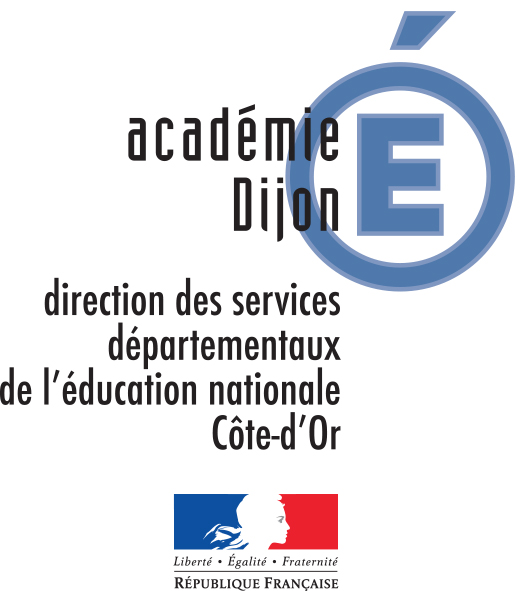 académie
Dijon
É
direction des services
départementaux
de l’éducation nationale
Côte-d’Or
Liberté • Égalité • Fraternité
RÉPUBLIQUE FRANÇAISE